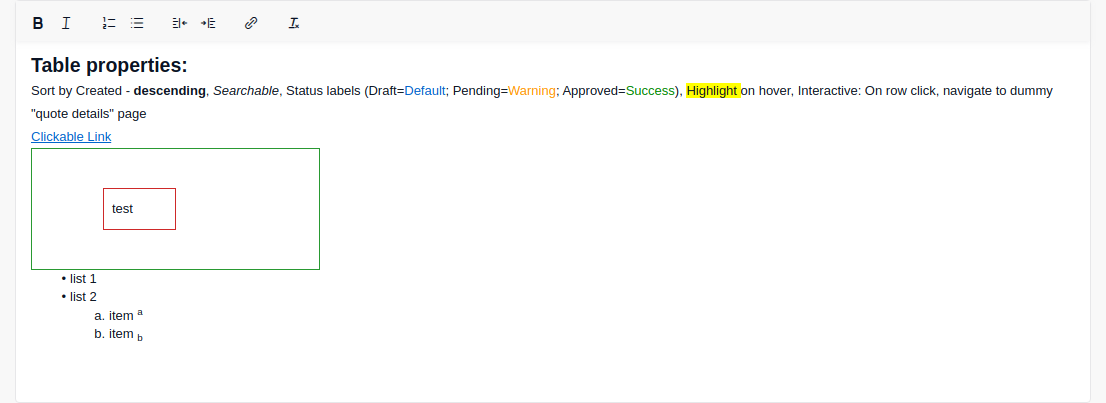 Table properties:
Sort by Created - descending, Searchable, Status labels (Draft=Default; Pending=Warning; Approved=Success), Highlight on hover, Interactive: On row click, navigate to dummy
"quote details" page
Clickable Link
test
• list 1
• list 2
a. item a
b. item b